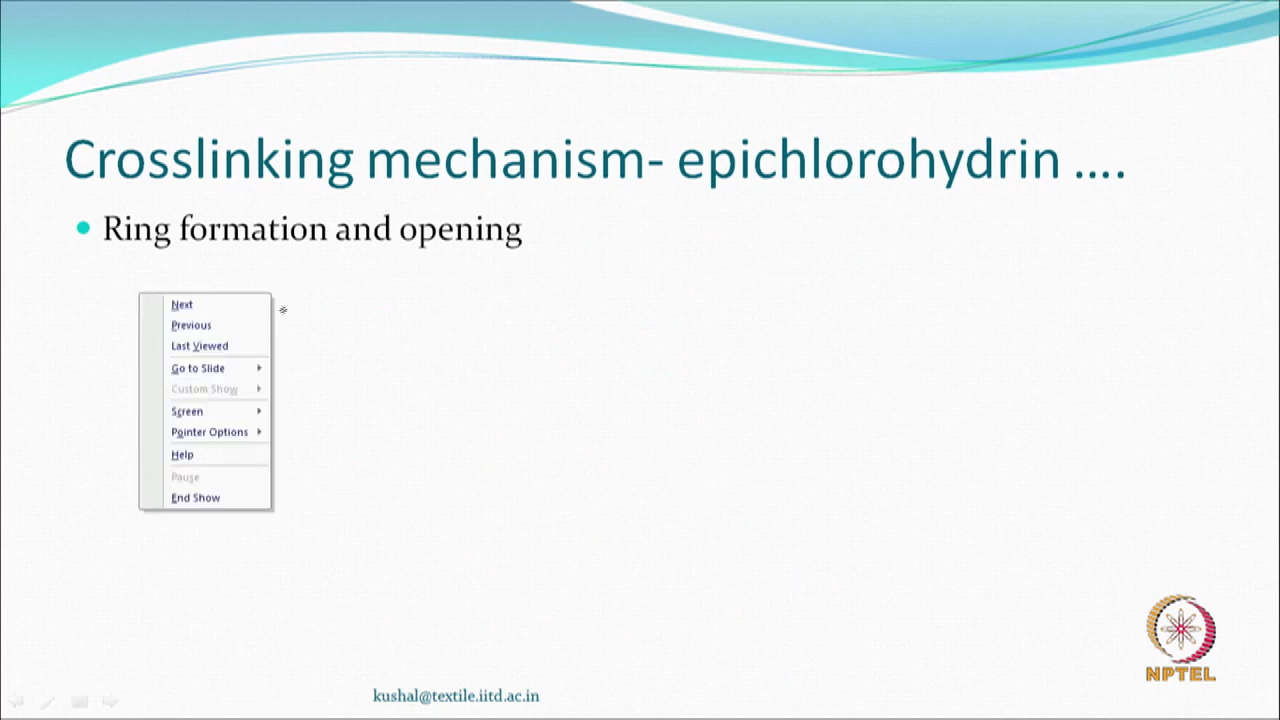 Crosslinking mechanism- epichlorohydrin ....
Ring formation and opening
Next
Previous
Last Viewed
Go to Slide
Custom Show
Screen
Pointer Options
Help
Pause
End Show
NPTEL
kushal@textile.iitd.ac.in